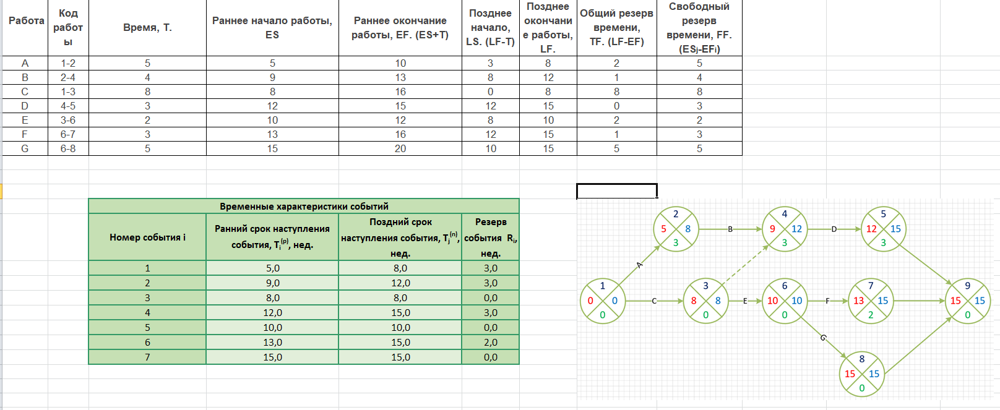 Работа	Код работ ы	Время, Т.	Раннее начало работы, ES	Раннее окончание работы, EF. (ES+T)	Позднее начало, LS. (LF-T)	Позднее окончани е работы, LF.	Общий резерв времени, TF. (LF-EF)	Свободный резерв времени, FF. (ESj-EFi)
A	1-2	5	5	10	3	8	2	5
B	2-4	4	9	13	8	12	1	4
C	1-3	8	8	16	0	8	8	8
D	4-5	3	12	15	12	15	0	3
E	3-6	2	10	12	8	10	2	2
F	6-7	3	13	16	12	15	1	3
G	6-8	5	15	20	10	15	5	5
Временные характеристики событий
Номер события i	Ранний срок наступления события, Ti(р), нед.	Поздний срок наступления события, Tj(п), нед.	Резерв события Ri, нед.
1	5,0	8,0	3,0
2	9,0	12,0	3,0
3	8,0	8,0	0,0
4	12,0	15,0	3,0
5	10,0	10,0	0,0
6	13,0	15,0	2,0
7	15,0	15,0	0,0
2
5 8
3
B
4
9 12
3
D
5
12 15
3
A
1
0 0
0
C
3
8 8
0
E
6
10 10
0
F
7
13 15
2
9
15 15
0
G
8
15 15
0